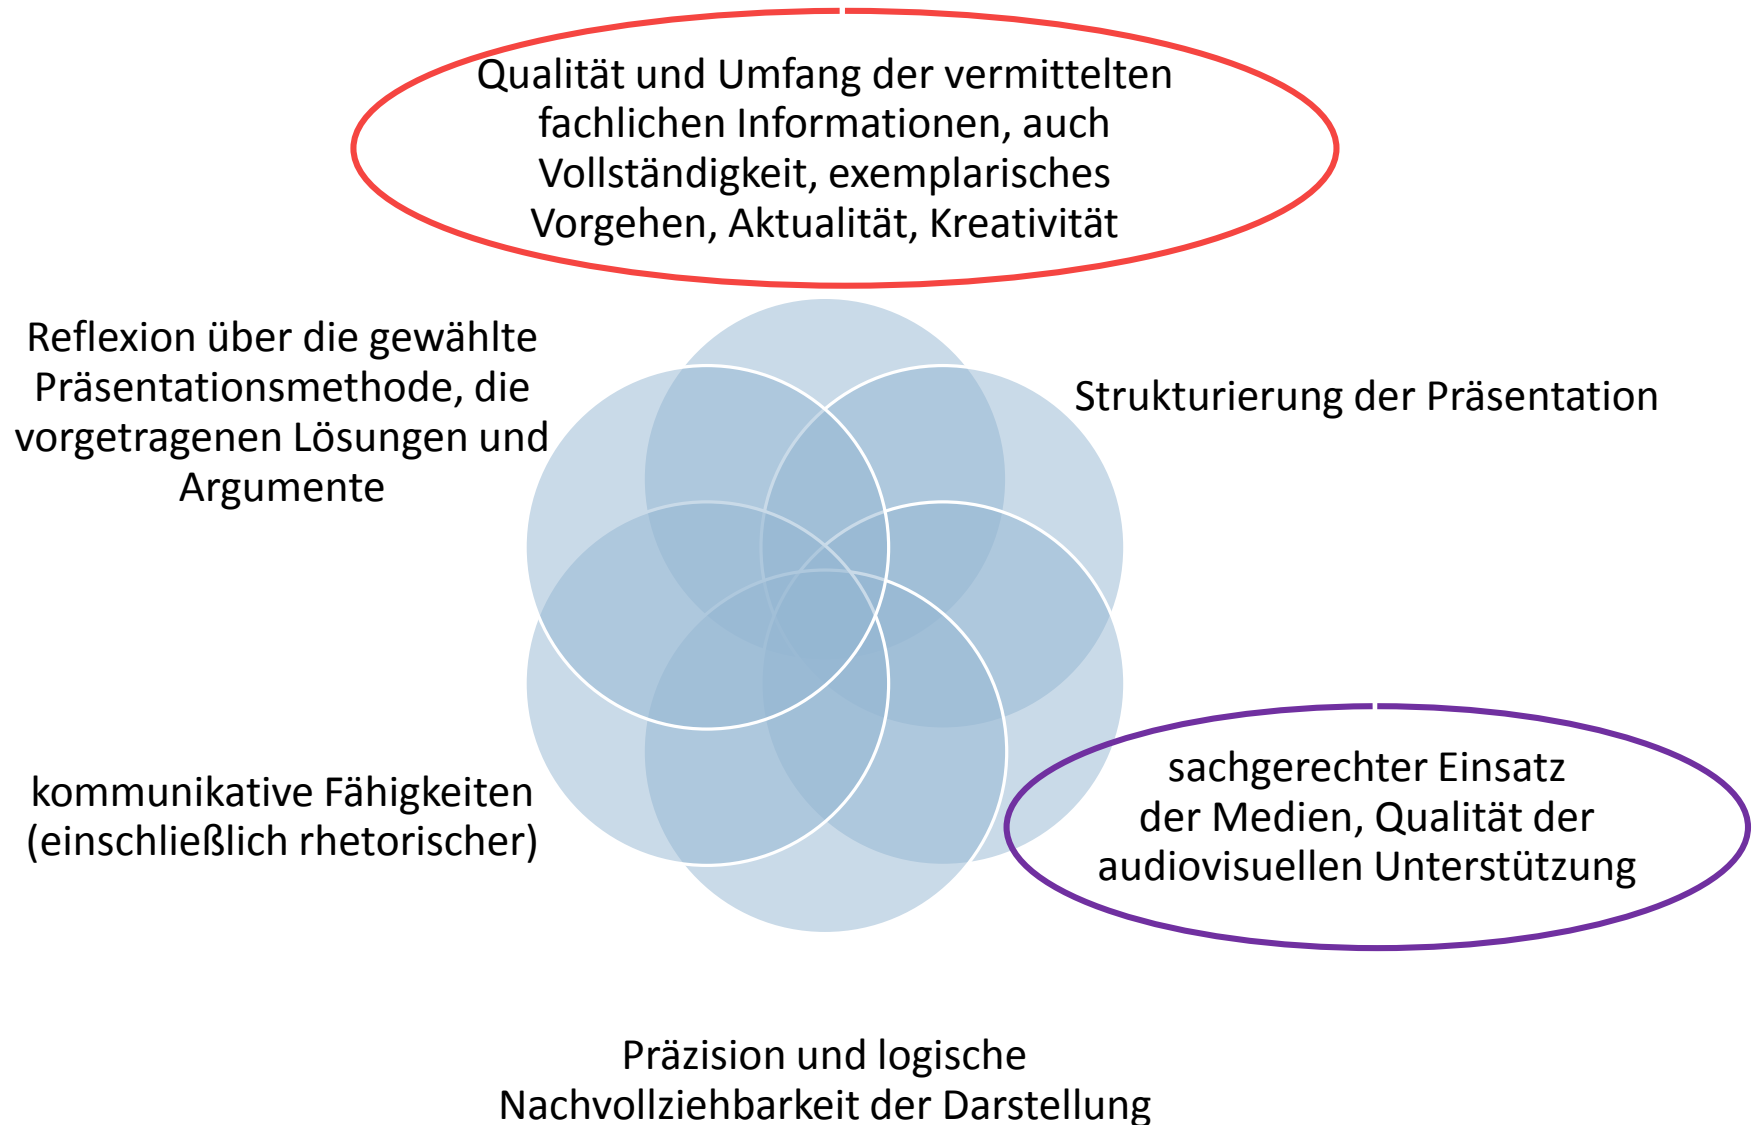 Qualität und Umfang der vermittelten
fachlichen Informationen, auch
Vollständigkeit, exemplarisches
Vorgehen, Aktualität, Kreativität
Reflexion über die gewählte
Präsentationsmethode, die
vorgetragenen Lösungen und
Argumente
Strukturierung der Präsentation
kommunikative Fähigkeiten
(einschließlich rhetorischer)
sachgerechter Einsatz
der Medien, Qualität der
audiovisuellen Unterstützung
Präzision und logische
Nachvollziehbarkeit der Darstellung